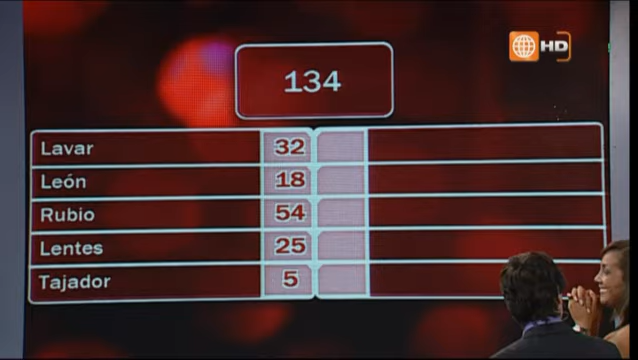 HD
134
Lavar 32
León 18
Rubio 54
Lentes 25
Tajador 5